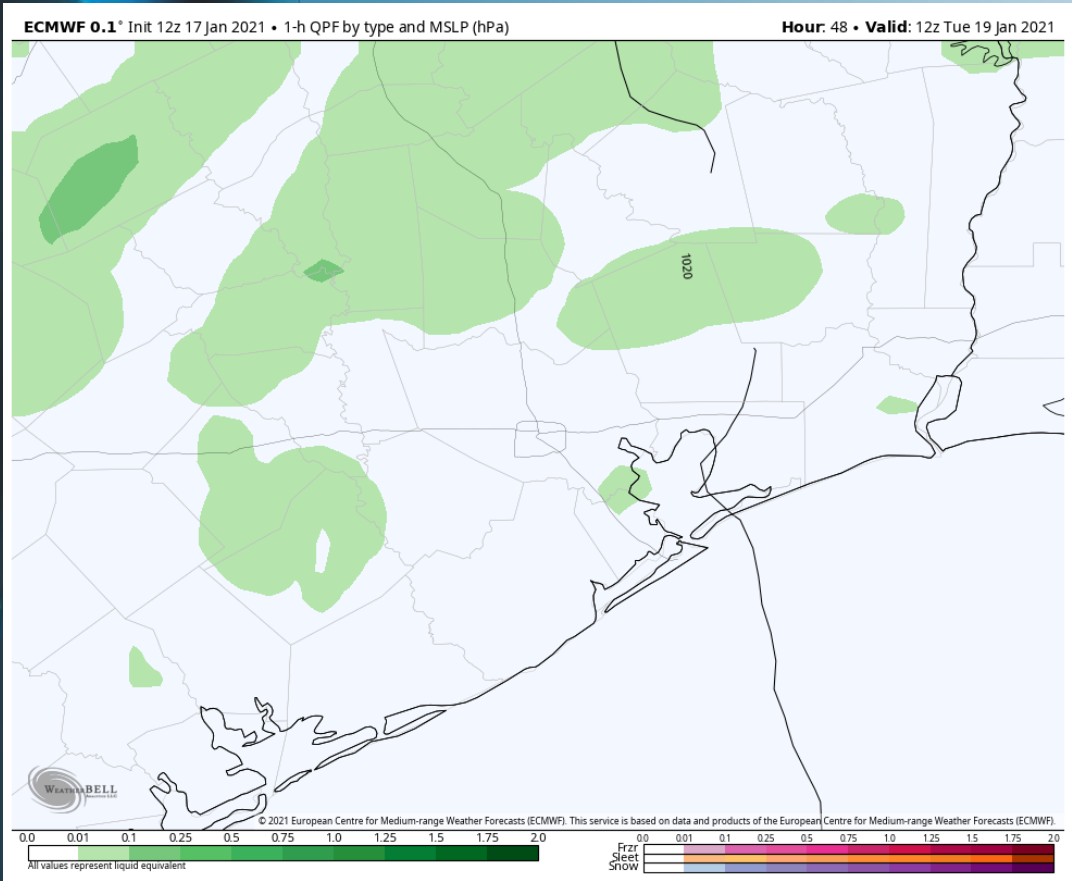 ECMWF 0.1° Init 12z 17 Jan 2021 • 1-h QPF by type and MSLP (hPa)
Hour: 48 • Valid: 12z Tue 19 Jan 2021
1020
WEATHERBELL
Analytics LLC
© 2021 European Centre for Medium-range Weather Forecasts (ECMWF). This service is based on data and products of the European Centre for Medium-range Weather Forecasts (ECMWF).
0.0 0.01 0.1 0.25 0.5 0.75 1.0 1.25 1.5 1.75 2.0
All values represent liquid equivalent
0.0 0.01 0.1 0.25 0.5 0.75 1.0 1.25 1.5 1.75 2.0
Frzr
Sleet
Snow